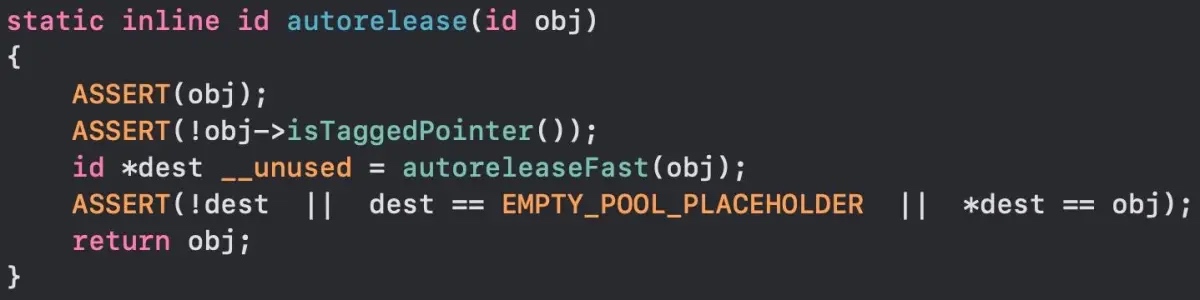 static inline id autorelease(id obj)
{
    ASSERT(obj);
    ASSERT(!obj->isTaggedPointer());
    id *dest __unused = autoreleaseFast(obj);
    ASSERT(!dest  ||  dest == EMPTY_POOL_PLACEHOLDER  ||  *dest == obj);
    return obj;
}